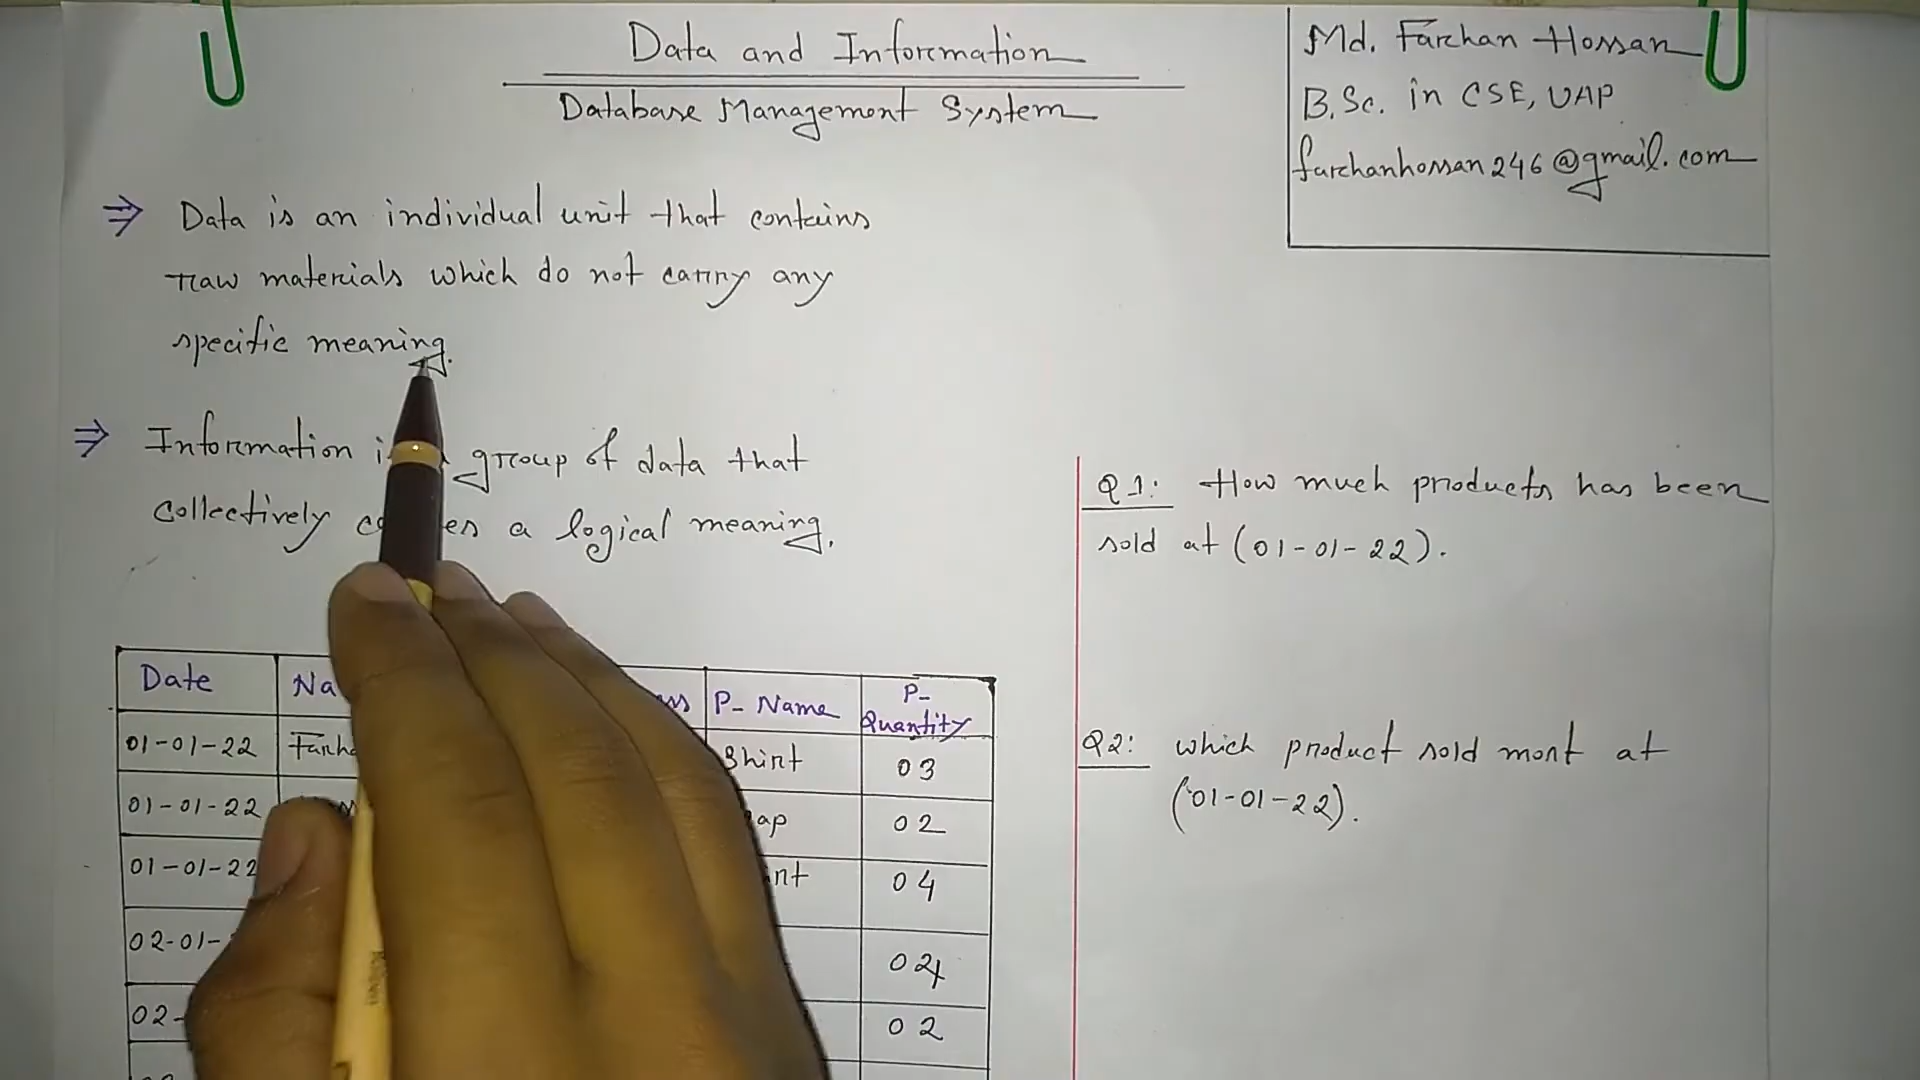 Data and Information
Database Management System
Md. Farhan Hossan
B.Sc. in CSE, UAP
farhanhossan246@gmail.com
⇒ Data is an individual unit that contains
raw materials which do not carry any
specific meaning.
⇒ Information group of data that
collectively a logical meaning.
Date P- Name P- Quantity
01-01-22 Shirt 03
01-01-22 02
01-01-22 04
02-01-
02- 02
Q1: How much products has been
sold at (01-01-22).
Q2: which product sold most at
(01-01-22).